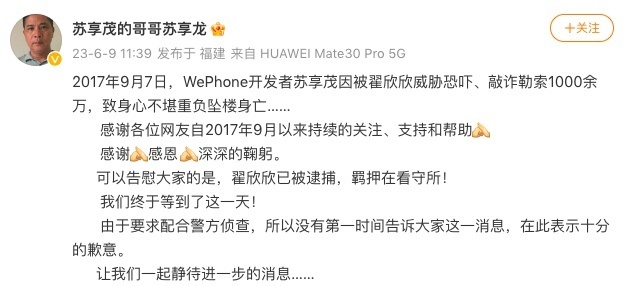 苏享茂的哥哥苏享龙
+关注
23-6-9 11:39 发布于 福建 来自 HUAWEI Mate30 Pro 5G
2017年9月7日，WePhone开发者苏享茂因被翟欣欣威胁恐吓、敲诈勒索1000余
万，致身心不堪重负坠楼身亡......
感谢各位网友自2017年9月以来持续的关注、支持和帮助🙏
感谢🙏感恩🙏深深的鞠躬。
可告慰大家的是，翟欣欣已被逮捕，羁押在看守所！
我们终于等到了这一天！
由于要求配合警方侦查，所以没有第一时间告诉大家这一消息，在此表示十分
的歉意。
让我们一起静待进一步的消息......